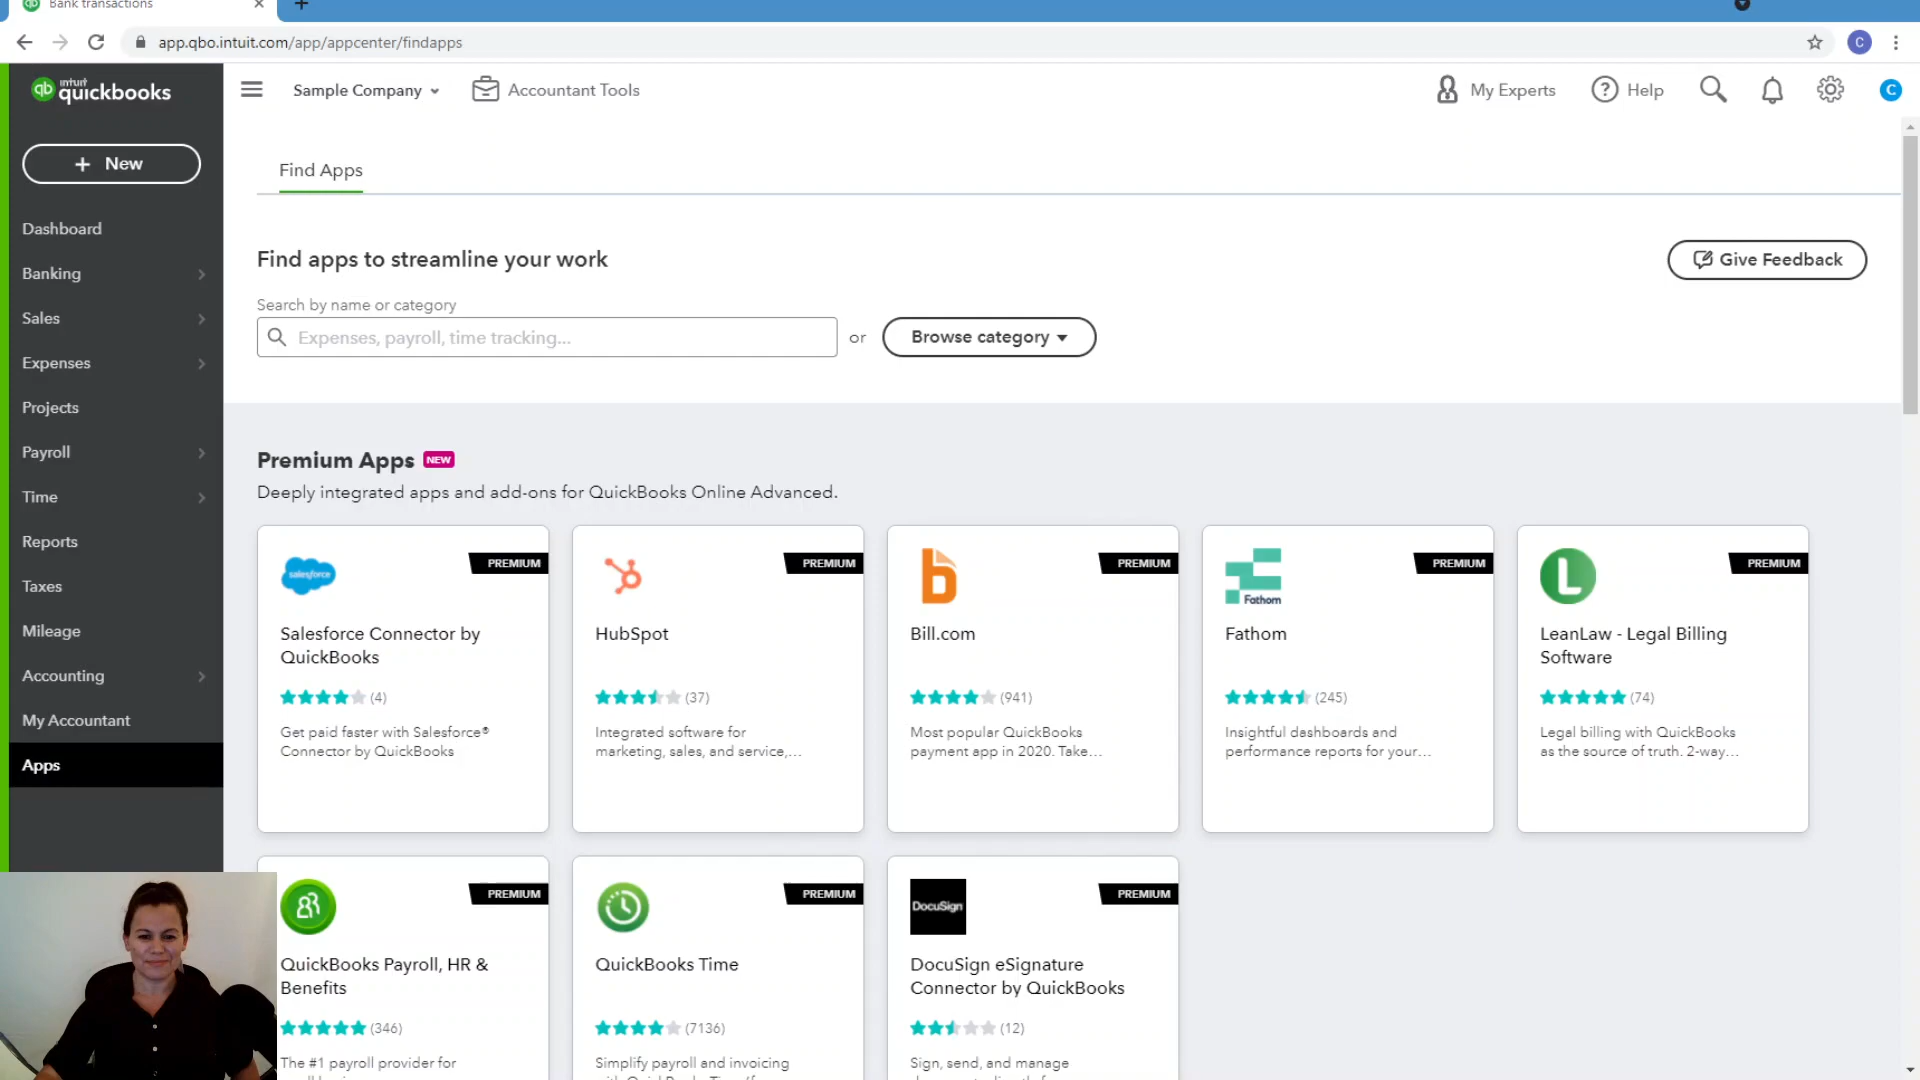 Bank transactions
app.qbo.intuit.com/app/appcenter/findapps
C
intuit
qb quickbooks
Sample Company
Accountant Tools
My Experts
? Help
C
+ New
Find Apps
Dashboard
Banking
Sales
Expenses
Projects
Payroll
Time
Reports
Taxes
Mileage
Accounting
My Accountant
Apps
Find apps to streamline your work
Give Feedback
Search by name or category
Expenses, payroll, time tracking...
or
Browse category
Premium Apps NEW
Deeply integrated apps and add-ons for QuickBooks Online Advanced.
salesforce
PREMIUM
Salesforce Connector by
QuickBooks
(4)
Get paid faster with Salesforce®
Connector by QuickBooks
PREMIUM
HubSpot
(37)
Integrated software for
marketing, sales, and service,...
b
PREMIUM
Bill.com
(941)
Most popular QuickBooks
payment app in 2020. Take...
Fathom
PREMIUM
Fathom
(245)
Insightful dashboards and
performance reports for your...
L
PREMIUM
LeanLaw - Legal Billing
Software
(74)
Legal billing with QuickBooks
as the source of truth. 2-way...
PREMIUM
QuickBooks Payroll, HR &
Benefits
(346)
The #1 payroll provider for
PREMIUM
QuickBooks Time
(7136)
Simplify payroll and invoicing
DocuSign
PREMIUM
DocuSign eSignature
Connector by QuickBooks
(12)
Sign, send, and manage